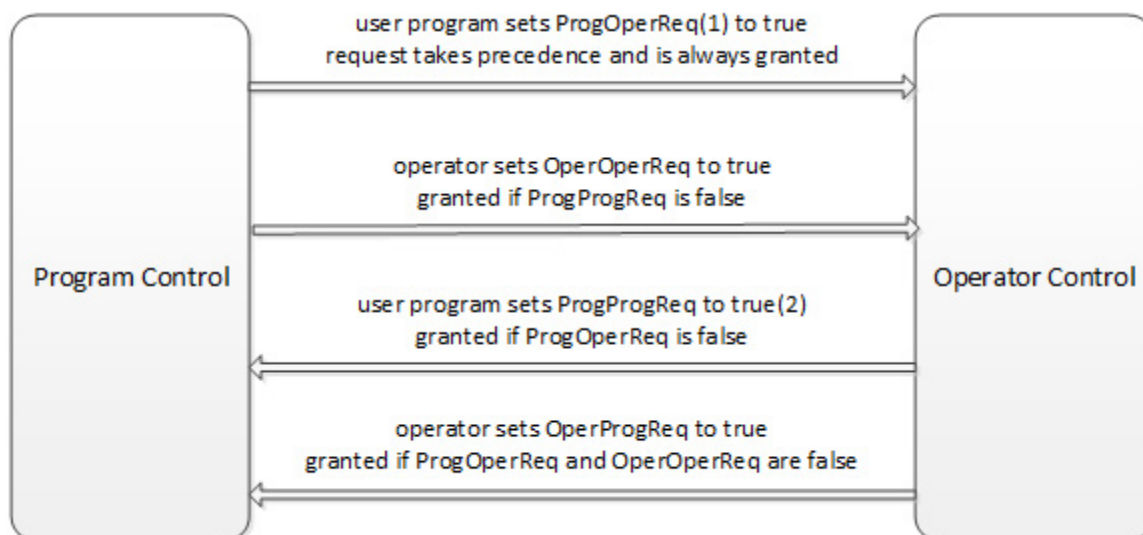 user program sets ProgOperReq(1) to true
request takes precedence and is always granted
operator sets OperOperReq to true
granted if ProgProgReq is false
Program Control
Operator Control
user program sets ProgProgReq to true(2)
granted if ProgOperReq is false
operator sets OperProgReq to true
granted if ProgOperReq and OperOperReq are false